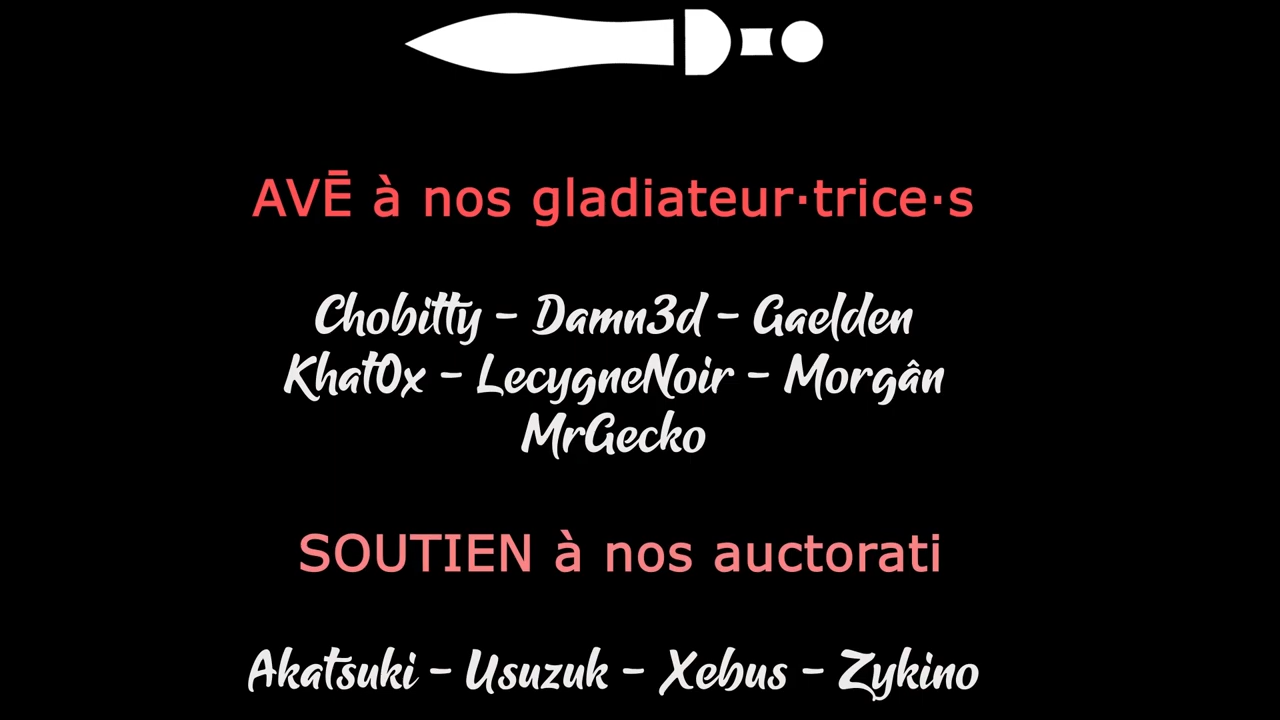 AVĒ à nos gladiateur·trice·s
Chobitty - Damn3d - Gaelden
Khat0x - LecygneNoir - Morgân
MrGecko
SOUTIEN à nos auctorati
Akatsuki - Usuzuk - Xebus - Zykino